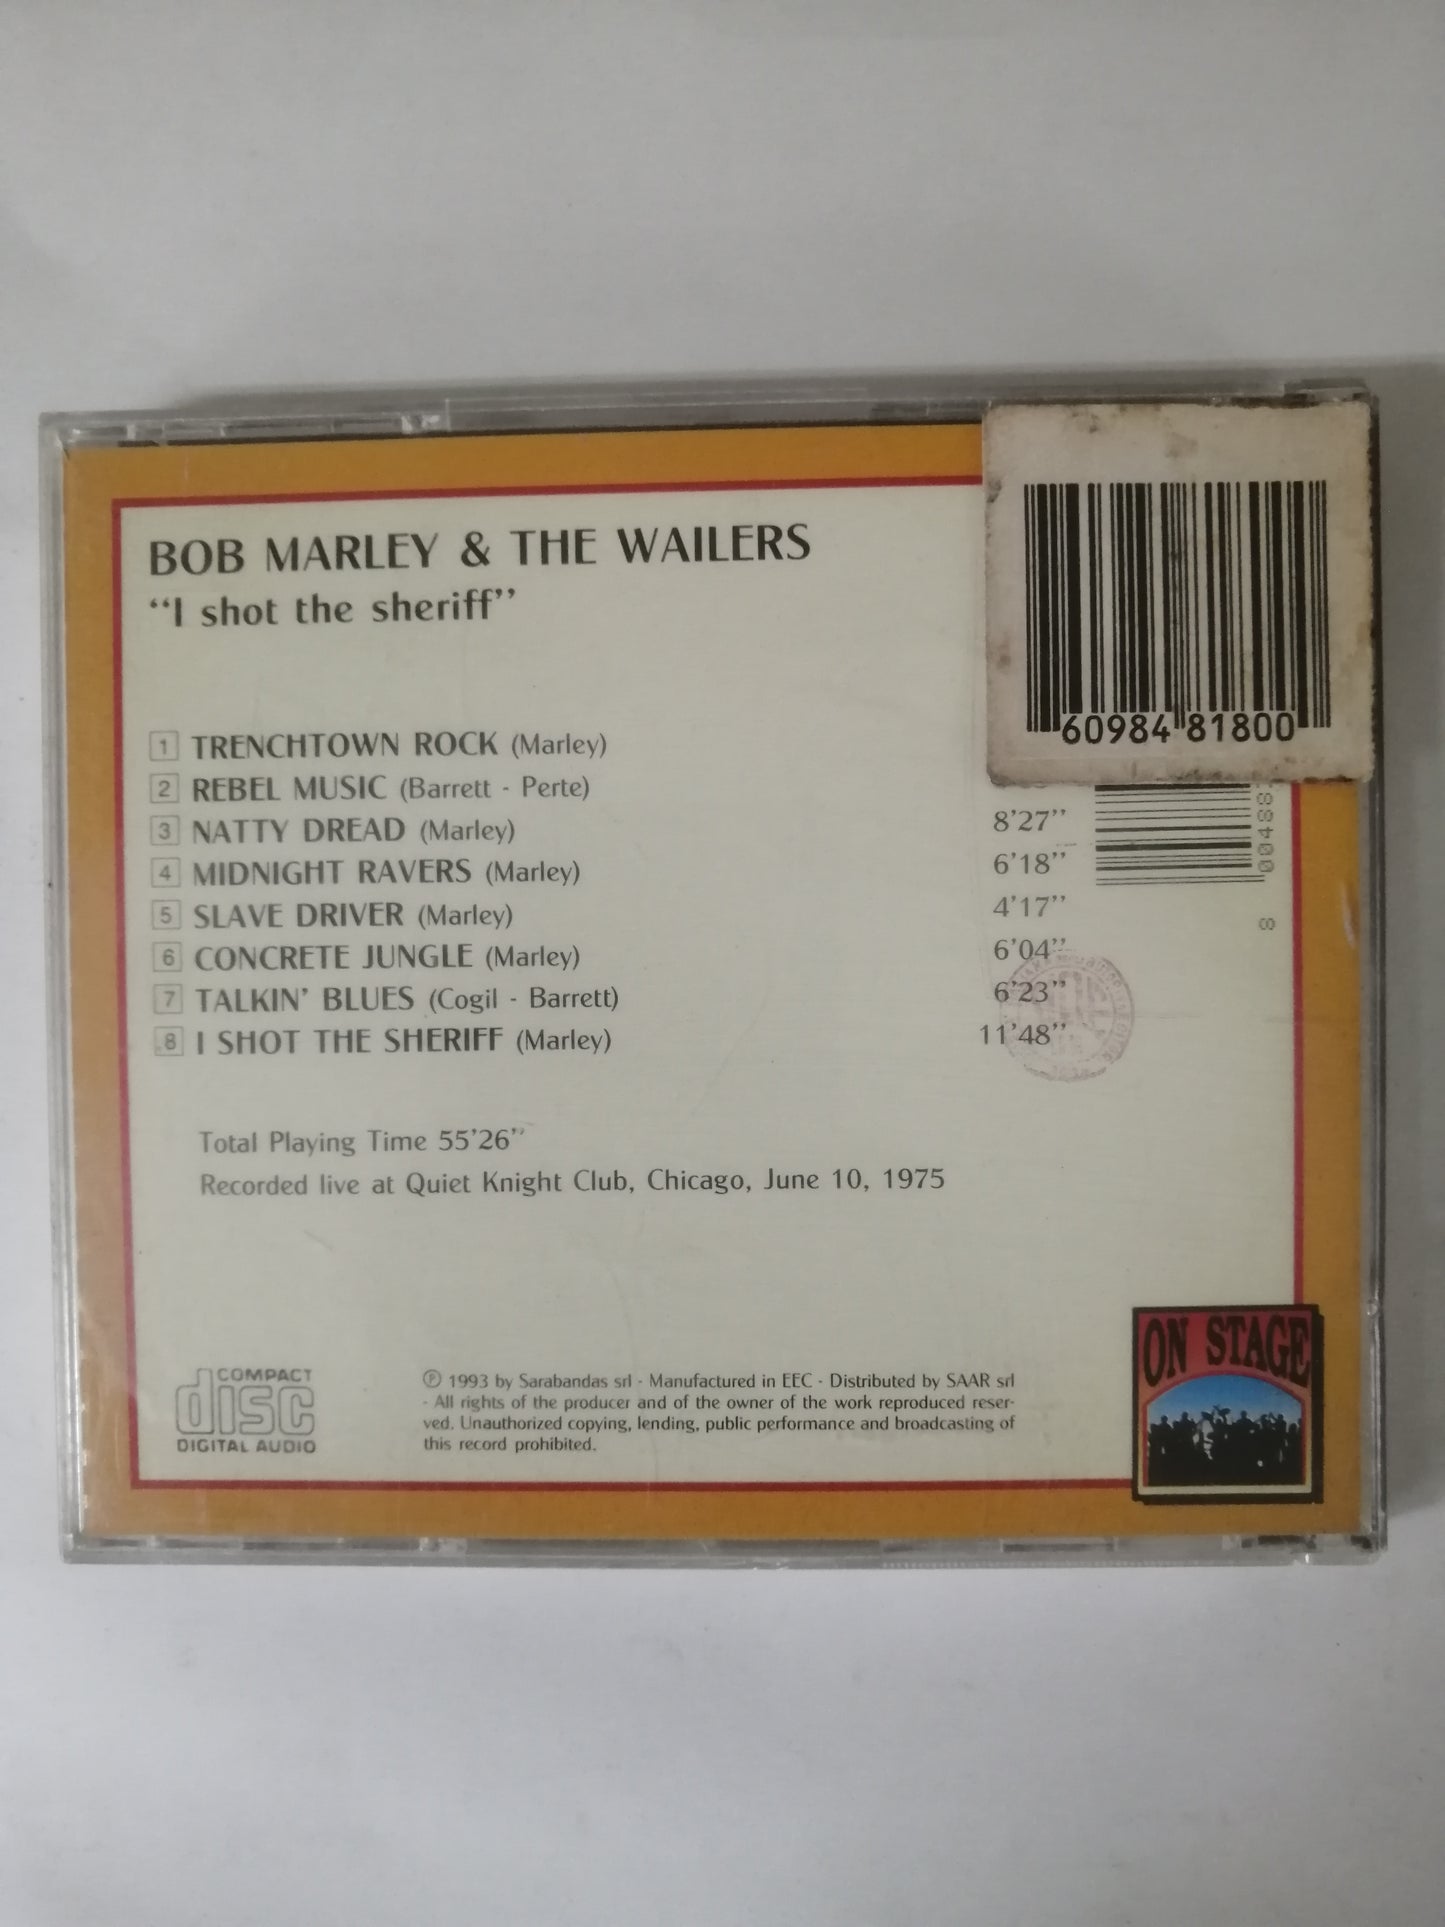 BOB MARLEY & THE WAILERS
“I shot the sheriff”
60984 81800
1 TRENCHTOWN ROCK (Marley)
2 REBEL MUSIC (Barrett - Perte)
3 NATTY DREAD (Marley) 8’27”
4 MIDNIGHT RAVERS (Marley) 6’18”
5 SLAVE DRIVER (Marley) 4’17”
6 CONCRETE JUNGLE (Marley) 6’04”
7 TALKIN’ BLUES (Cogil - Barrett) 6’23”
.8 I SHOT THE SHERIFF (Marley) 11’48”
8
Total Playing Time 55’26”
Recorded live at Quiet Knight Club, Chicago, June 10, 1975
ON STAGE
COMPACT
disc
DIGITAL AUDIO
℗ 1993 by Sarabandas srl - Manufactured in EEC - Distributed by SAAR srl
- All rights of the producer and of the owner of the work reproduced reser-
ved. Unauthorized copying, lending, public performance and broadcasting of
this record prohibited.